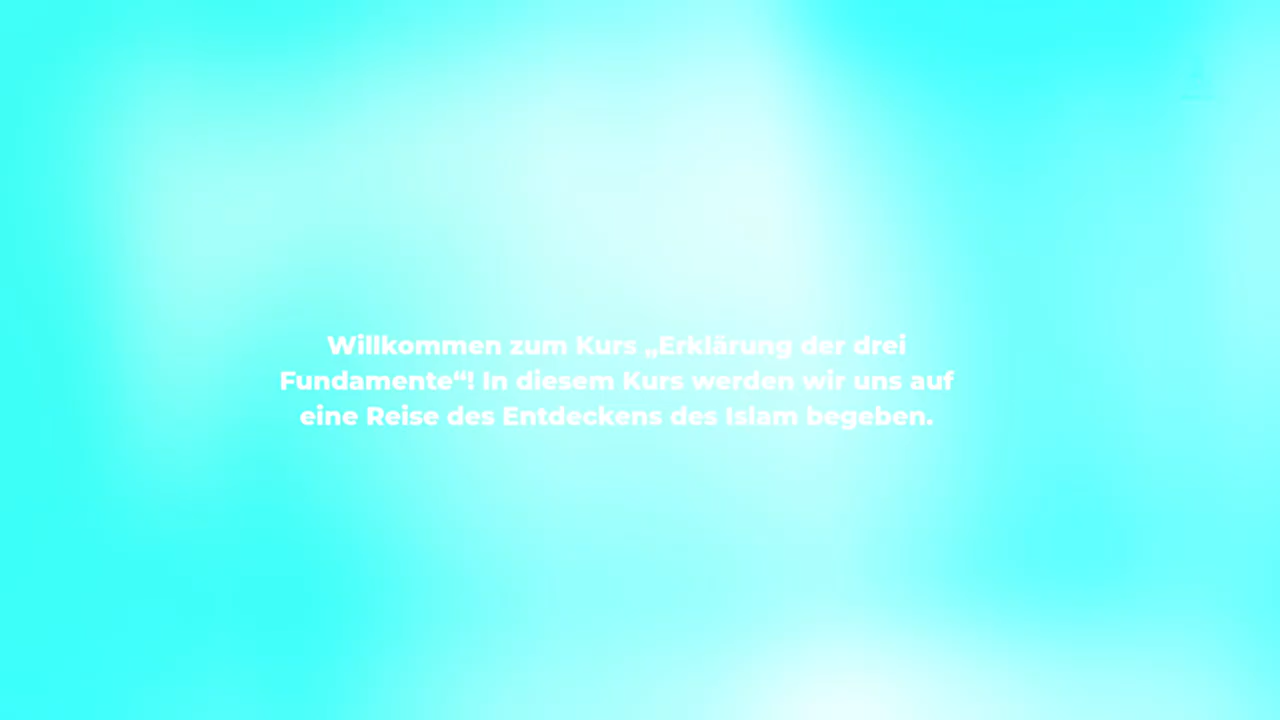 Willkommen zum Kurs „Erklärung der drei
Fundamente“! In diesem Kurs werden wir uns auf
eine Reise des Entdeckens des Islam begeben.